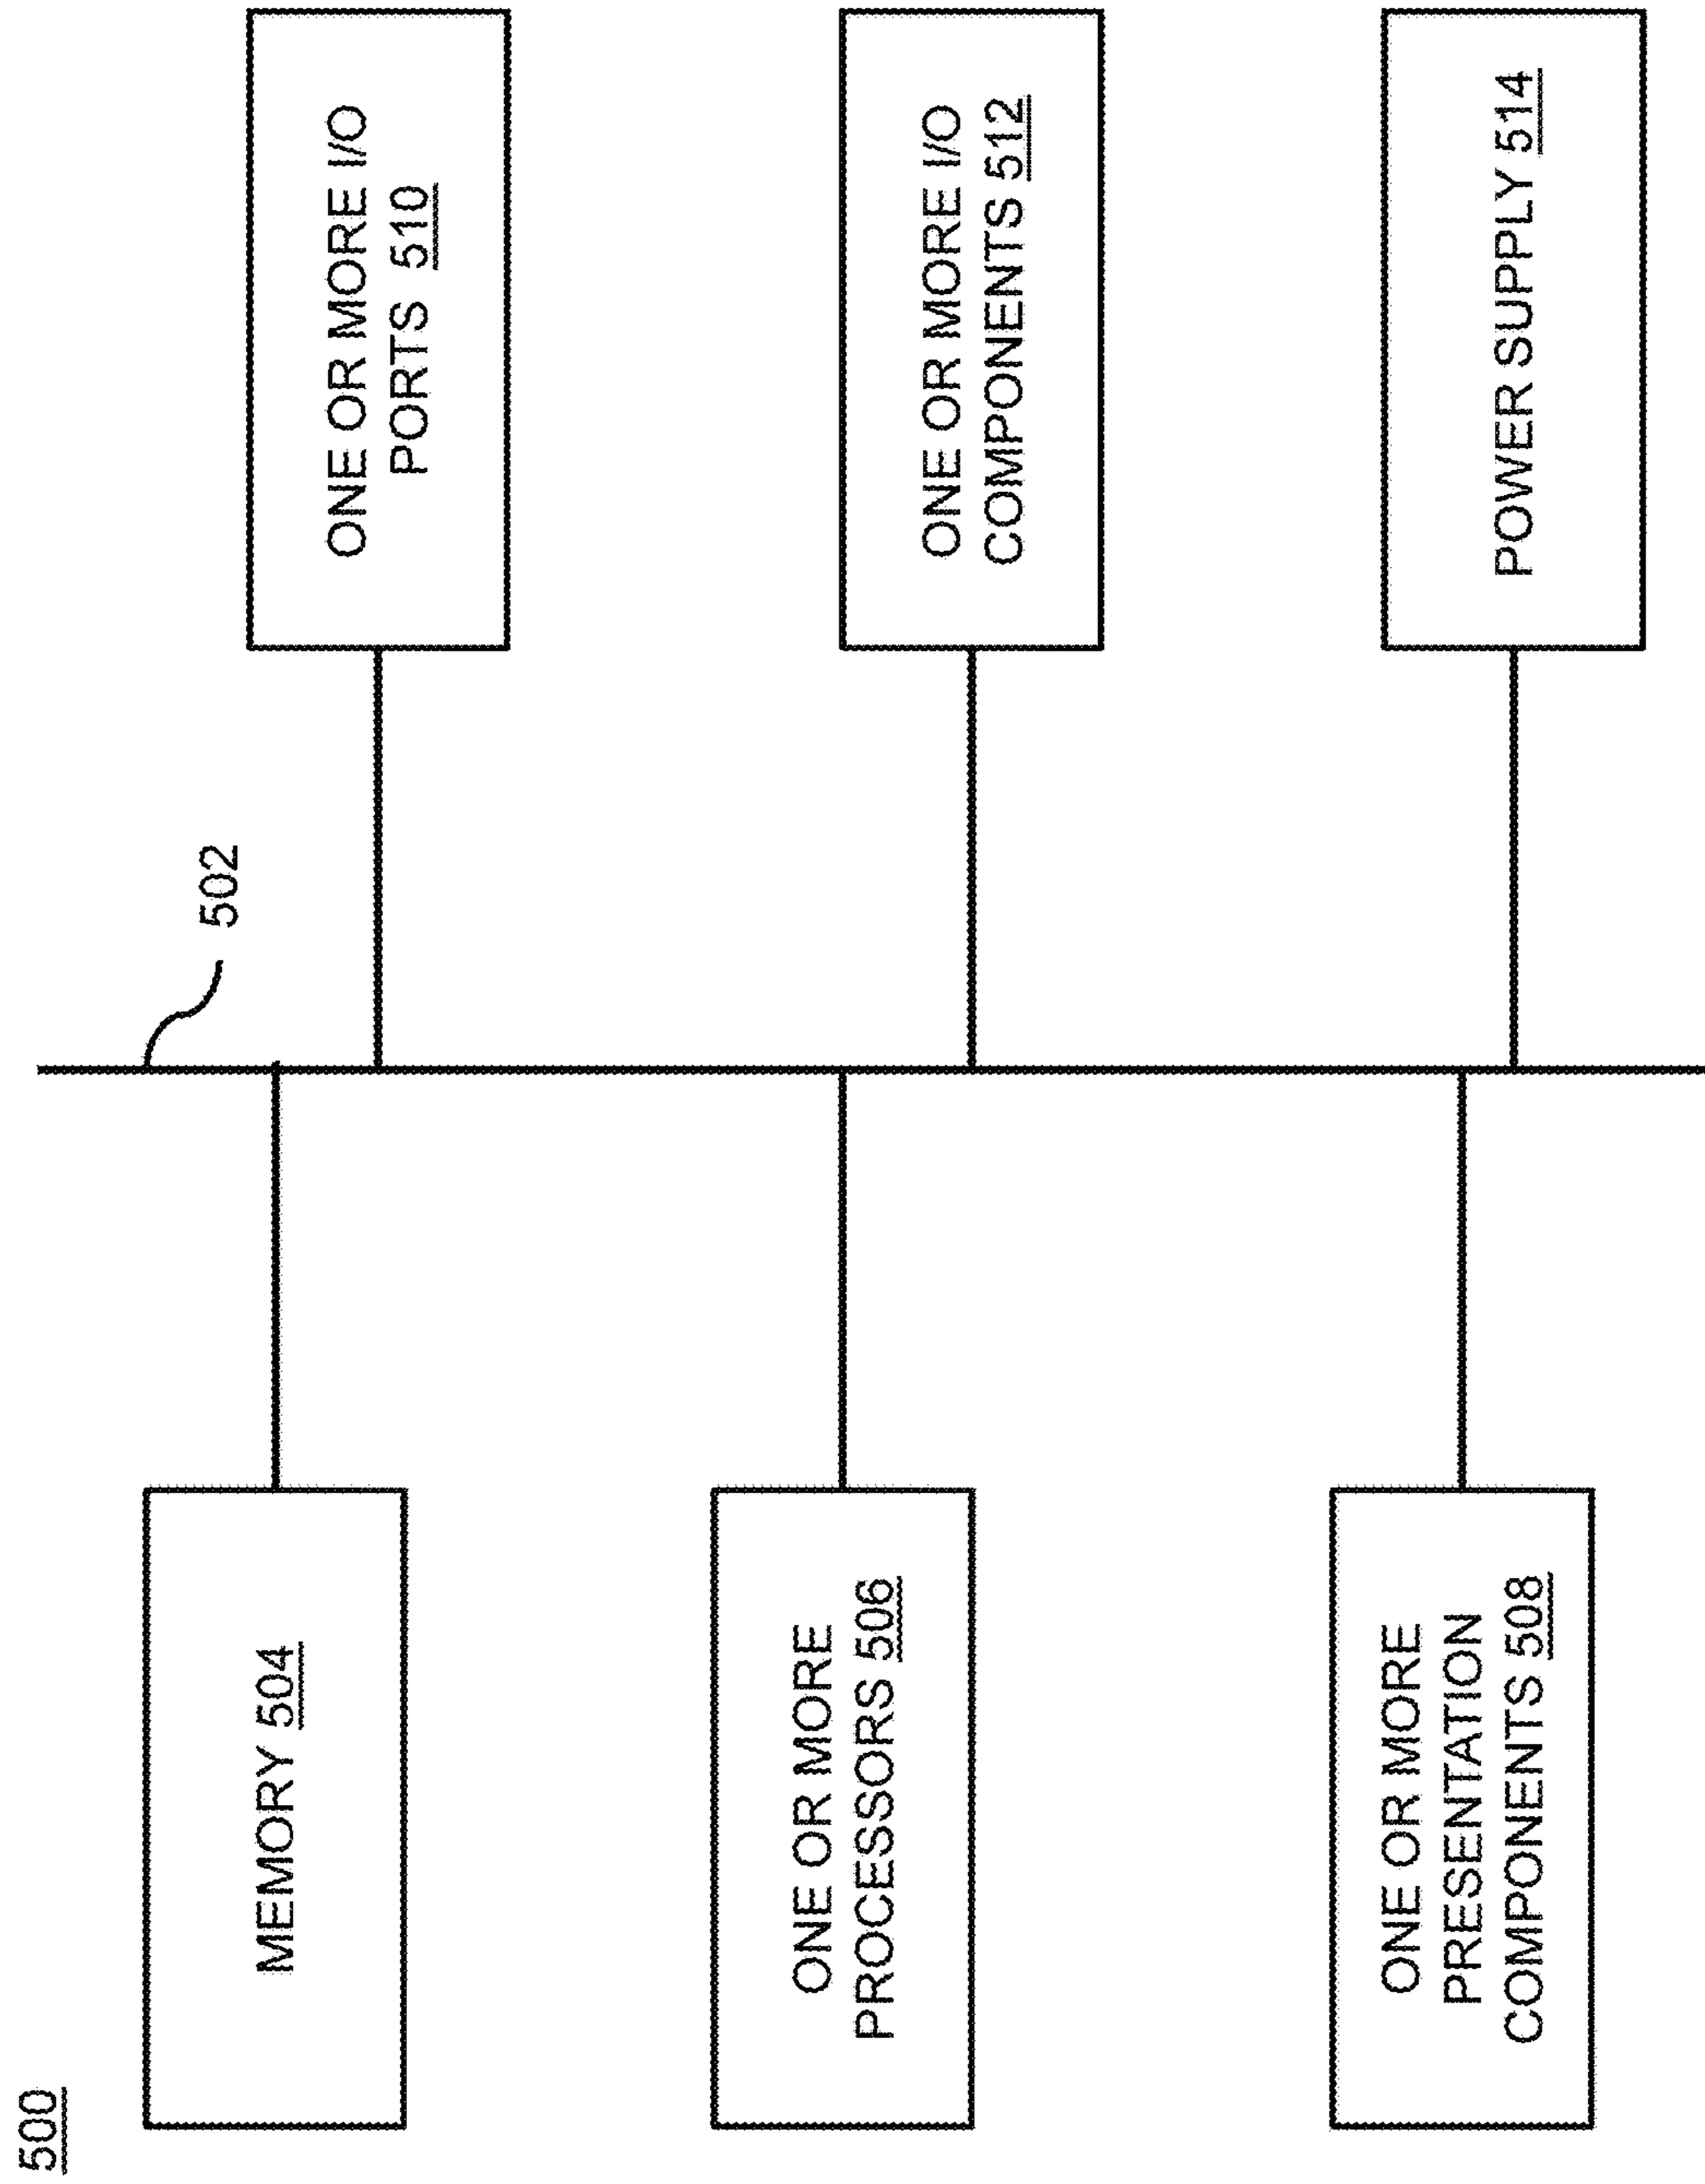 500
502
MEMORY 504
ONE OR MORE I/O
PORTS 510
ONE OR MORE
PROCESSORS 506
ONE OR MORE I/O
COMPONENTS 512
ONE OR MORE
PRESENTATION
COMPONENTS 508
POWER SUPPLY 514